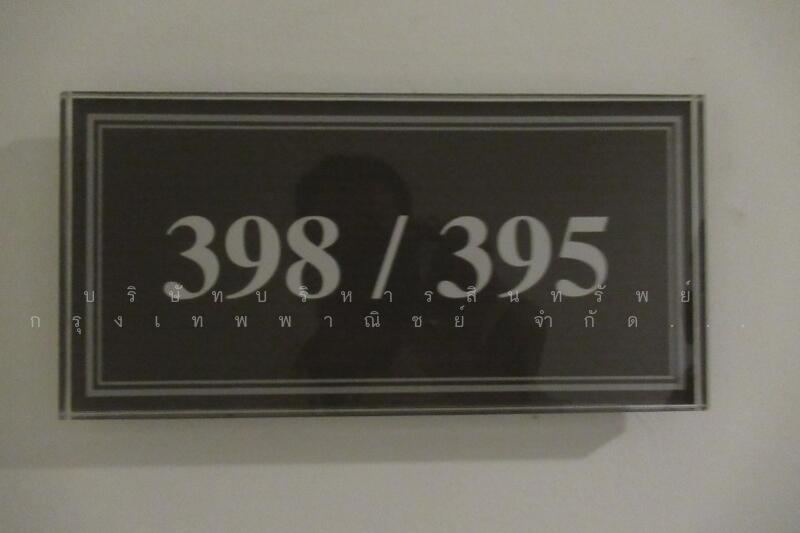 398 / 395
บริษัทบริหารสินทรัพย์
กรุงเทพพาณิชย์ จำกัด....